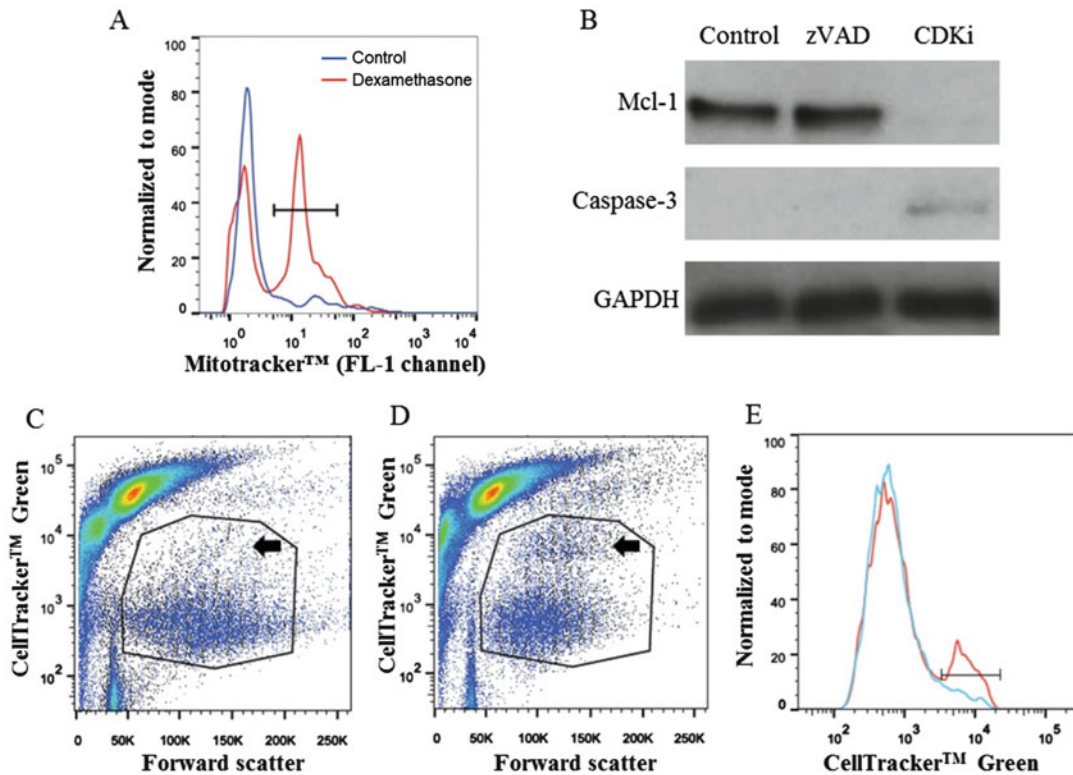 A
Normalized to mode
100
80
60
40
20
0
Control
Dexamethasone
10^0 10^1 10^2 10^3 10^4
Mitotracker™ (FL-1 channel)
B
Control zVAD CDKi
Mcl-1
Caspase-3
GAPDH
C
CellTracker™ Green
10^5
10^4
10^3
10^2
0 50K 100K 150K 200K 250K
Forward scatter
D
CellTracker™ Green
10^5
10^4
10^3
10^2
0 50K 100K 150K 200K 250K
Forward scatter
E
Normalized to mode
100
80
60
40
20
0
10^2 10^3 10^4 10^5
CellTracker™ Green